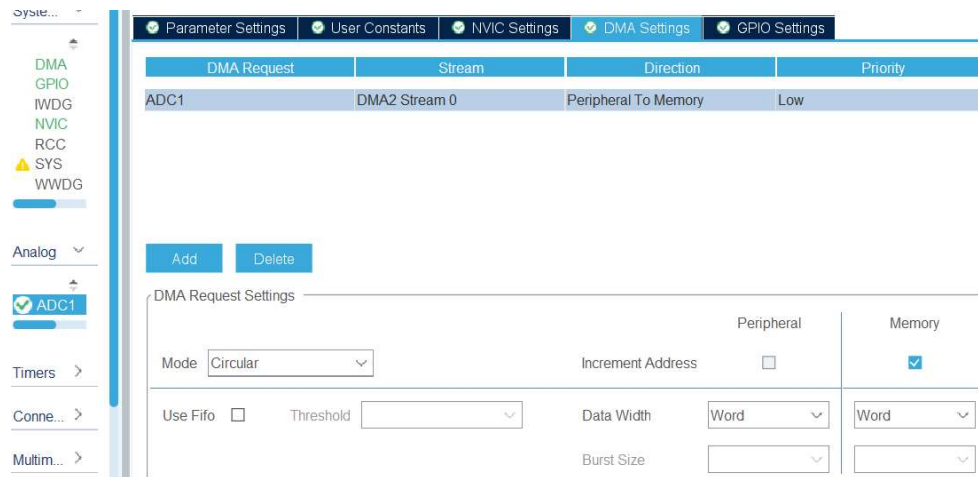 Syste...
DMA
GPIO
IWDG
NVIC
RCC
SYS
WWDG
Analog
ADC1
Timers
Conne...
Multim...
Parameter Settings User Constants NVIC Settings DMA Settings GPIO Settings
DMA Request Stream Direction Priority
ADC1 DMA2 Stream 0 Peripheral To Memory Low
Add Delete
DMA Request Settings
Peripheral Memory
Mode Circular Increment Address
Use Fifo Threshold Data Width Word Word
Burst Size